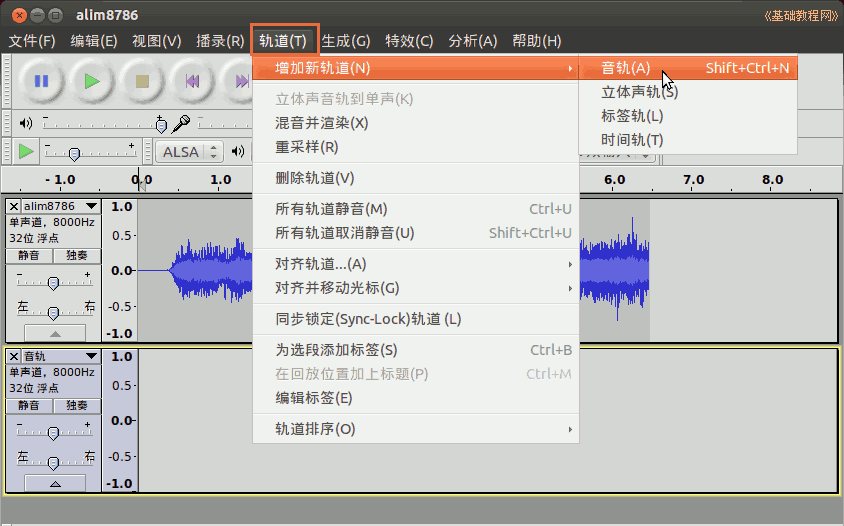 alim8786
《基础教程网》
文件(F) 编辑(E) 视图(V) 播录(R) 轨道(T) 生成(G) 特效(C) 分析(A) 帮助(H)
增加新轨道(N)
音轨(A) Shift+Ctrl+N
立体声轨(S)
标签轨(L)
时间轨(T)
立体声音轨到单声(K)
混音并渲染(X)
重采样(R)
删除轨道(V)
所有轨道静音(M) Ctrl+U
所有轨道取消静音(U) Shift+Ctrl+U
对齐轨道...(A)
对齐并移动光标(G)
同步锁定(Sync-Lock)轨道 (L)
为选段添加标签(S) Ctrl+B
在回放位置加上标题(P) Ctrl+M
编辑标签(E)
轨道排序(O)
ALSA
- 1.0 0.0 1.0 6.0 7.0 8.0
alim8786
单声道, 8000Hz
32位 浮点
静音 独奏
- +
左 右
1.0
0.5
0.0
-0.5
-1.0
音轨
单声道, 8000Hz
32位 浮点
静音 独奏
- +
左 右
1.0
0.5
0.0
-0.5
-1.0